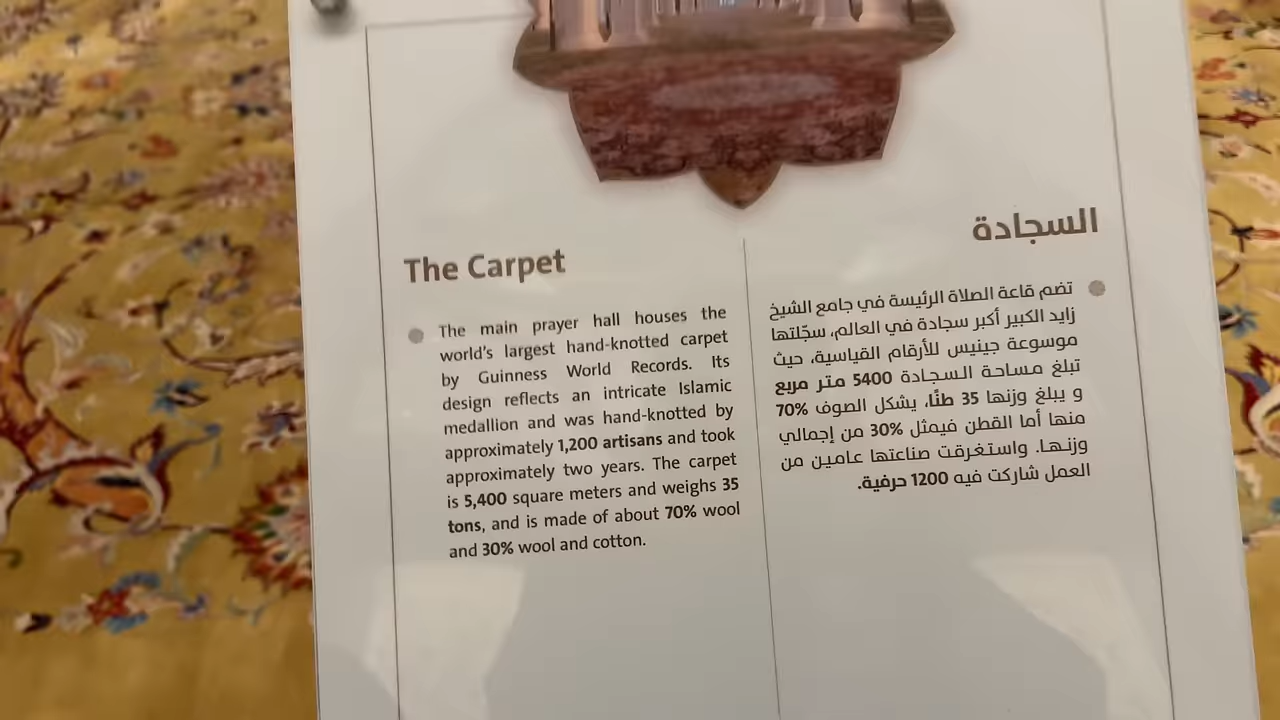 The Carpet
The main prayer hall houses the
world's largest hand-knotted carpet
by Guinness World Records. Its
design reflects an intricate Islamic
medallion and was hand-knotted by
approximately 1,200 artisans and took
approximately two years. The carpet
is 5,400 square meters and weighs 35
tons, and is made of about 70% wool
and 30% wool and cotton.
السجادة
تضم قاعة الصلاة الرئيسة في جامع الشيخ
زايد الكبير أكبر سجادة في العالم، سجّلتها
موسوعة جينيس للأرقام القياسية، حيث
تبلغ مساحة السجادة 5400 متر مربع
و يبلغ وزنها 35 طنًا، يشكل الصوف 70%
منها أما القطن فيمثل 30% من إجمالي
وزنها. واستغرقت صناعتها عامين من
العمل شاركت فيه 1200 حرفية.